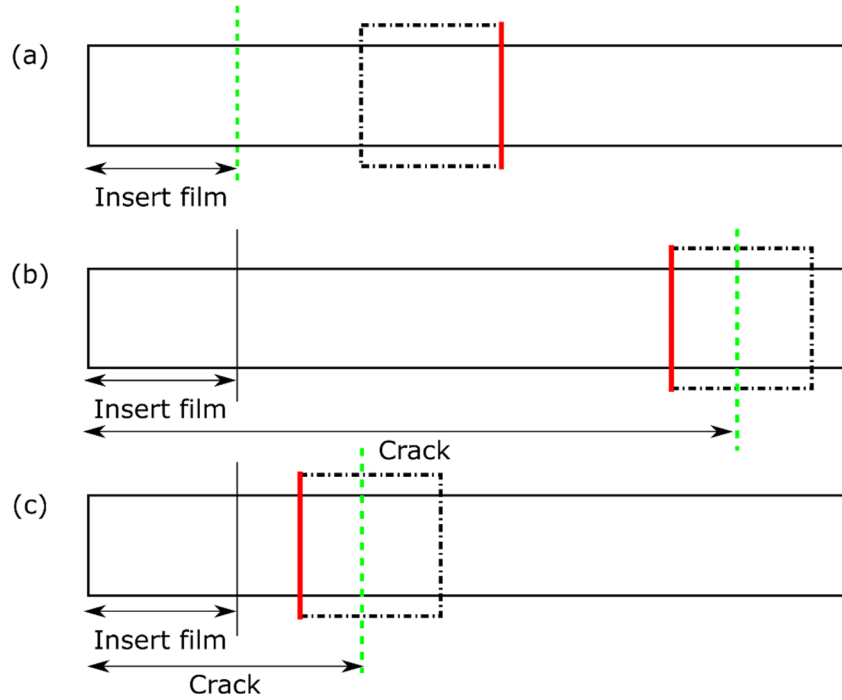 (a)
Insert film
(b)
Insert film
Crack
(c)
Insert film
Crack